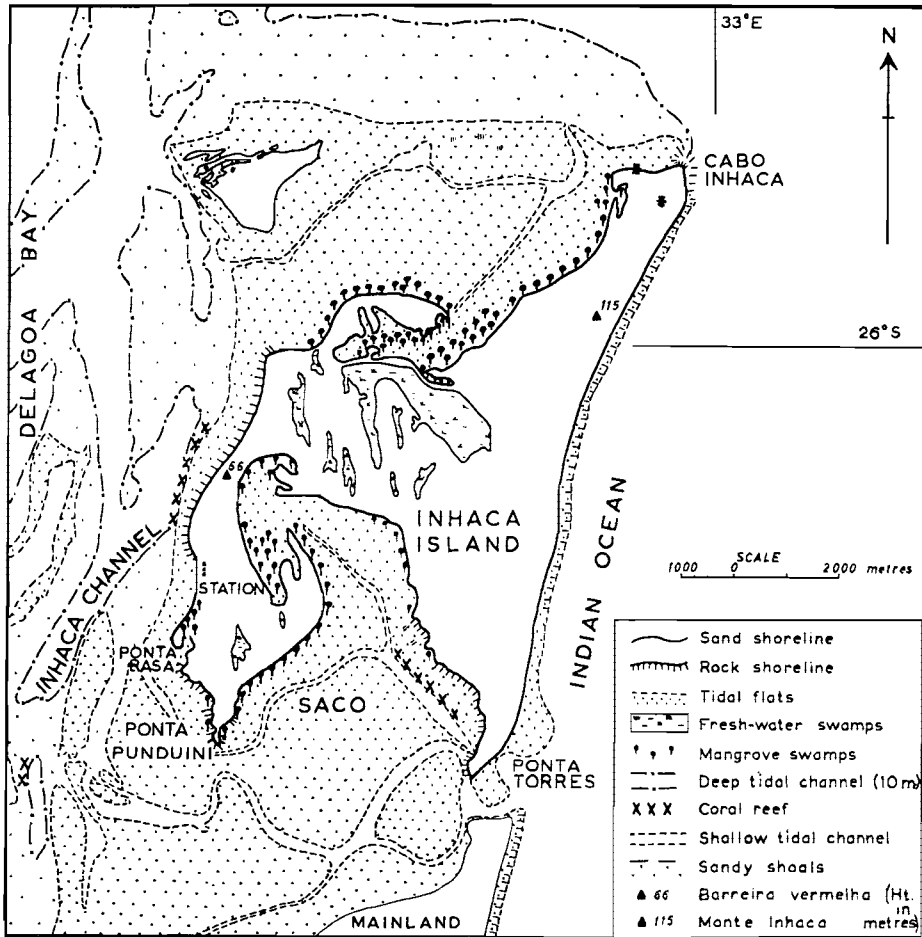 33°E
N
CABO
INHACA
DELAGOA BAY
115
26°S
66
INHACA
ISLAND
INDIAN OCEAN
INHACA CHANNEL
STATION
SCALE
1000 0 2000 metres
PONTA
RASA
SACO
PONTA
PUNDUINI
PONTA
TORRES
MAINLAND
Sand shoreline
Rock shoreline
Tidal flats
Fresh-water swamps
Mangrove swamps
Deep tidal channel (10m)
Coral reef
Shallow tidal channel
Sandy shoals
66 Barreira vermelha (Ht.
in
115 Monte Inhaca metres)